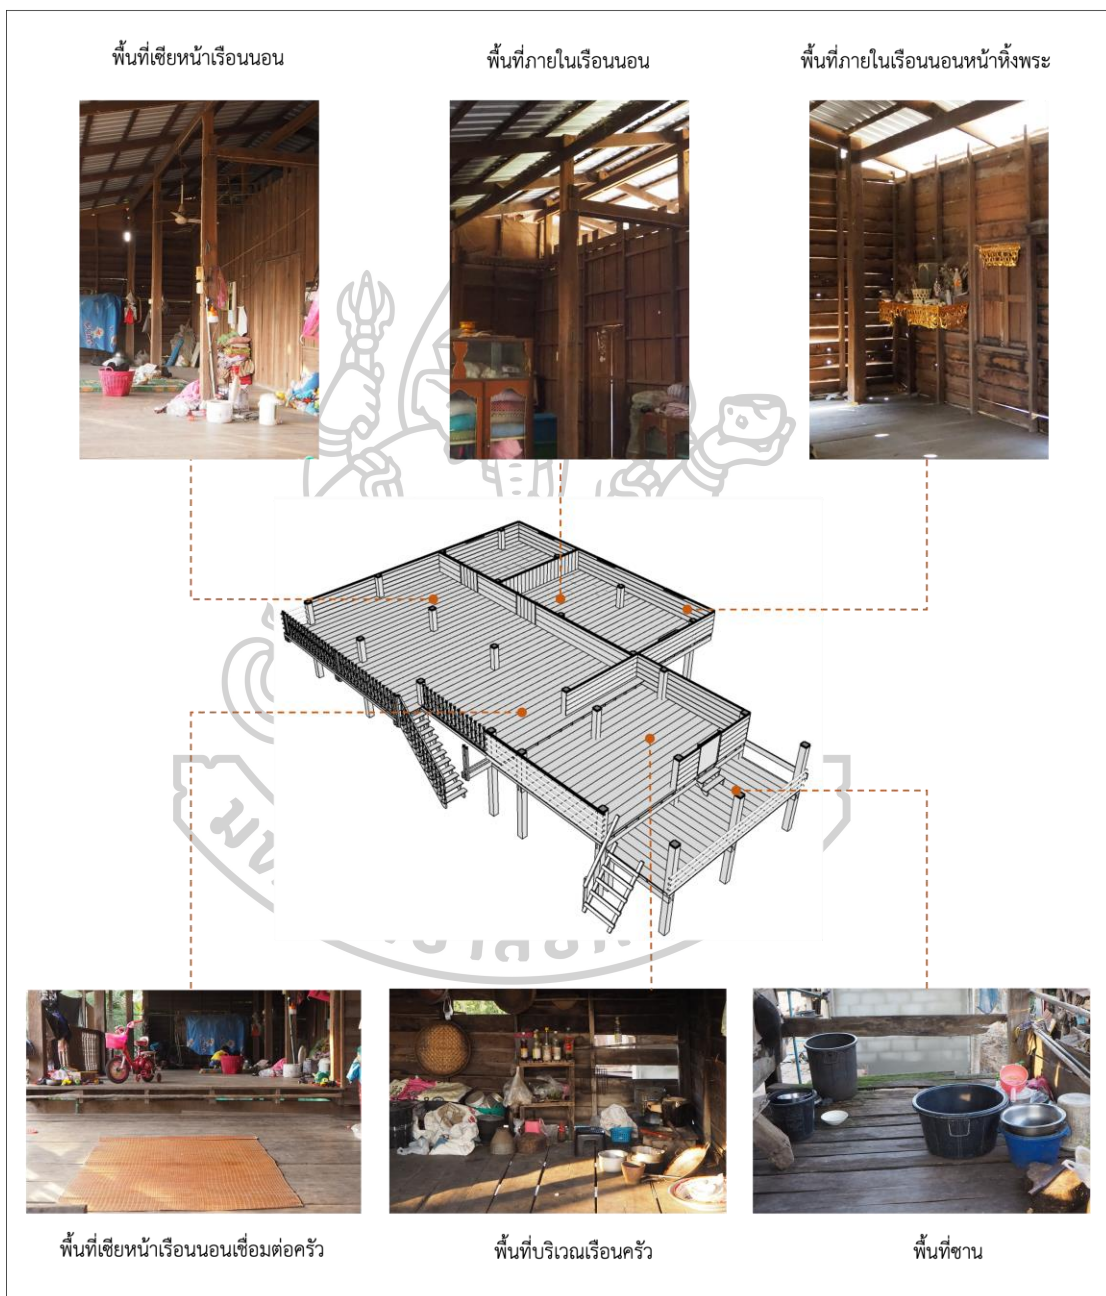 พื้นที่เซียหน้าเรือนนอน
พื้นที่ภายในเรือนนอน
พื้นที่ภายในเรือนนอนหน้าหิ้งพระ
พื้นที่เซียหน้าเรือนนอนเชื่อมต่อครัว
พื้นที่บริเวณเรือนครัว
พื้นที่ซาน